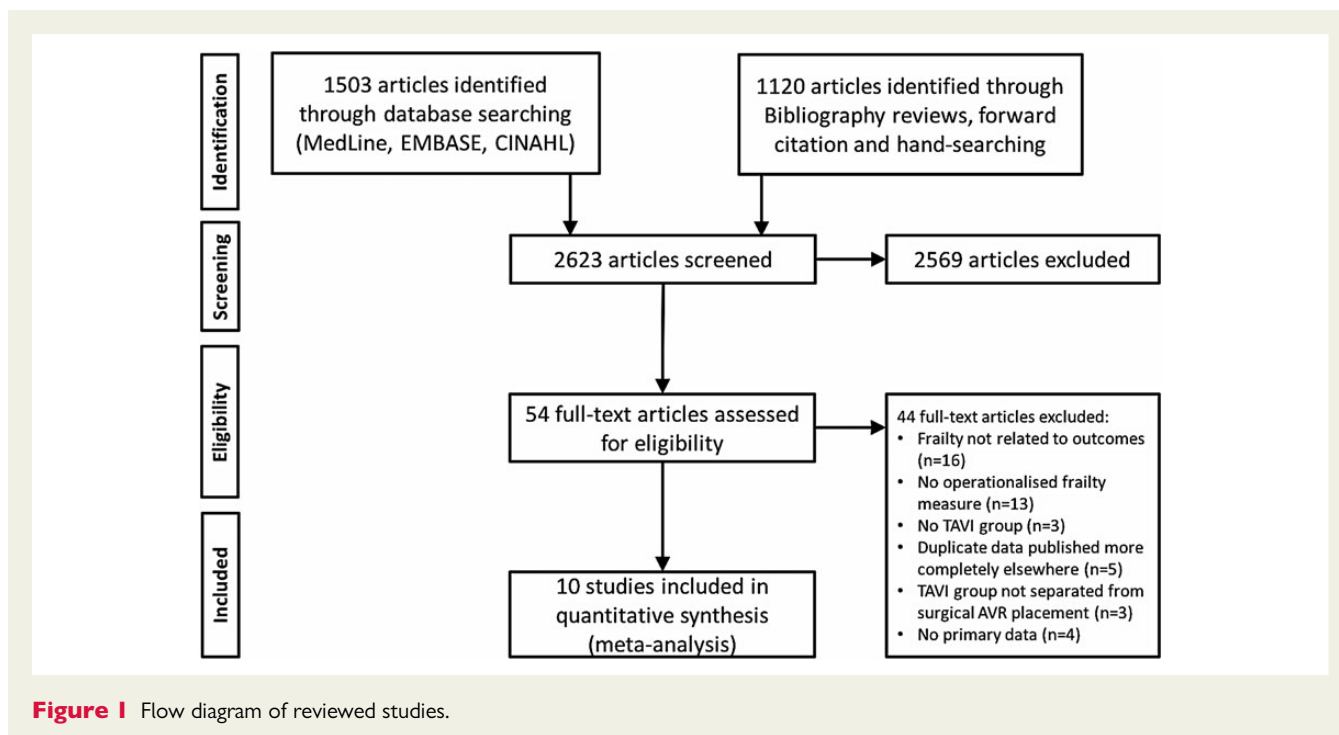 Identification
1503 articles identified
through database searching
(MedLine, EMBASE, CINAHL)
1120 articles identified through
Bibliography reviews, forward
citation and hand-searching
Screening
2623 articles screened
2569 articles excluded
Eligibility
54 full-text articles assessed
for eligibility
44 full-text articles excluded:
• Frailty not related to outcomes
(n=16)
• No operationalised frailty
measure (n=13)
• No TAVI group (n=3)
• Duplicate data published more
completely elsewhere (n=5)
• TAVI group not separated from
surgical AVR placement (n=3)
• No primary data (n=4)
Included
10 studies included in
quantitative synthesis
(meta-analysis)
Figure 1 Flow diagram of reviewed studies.